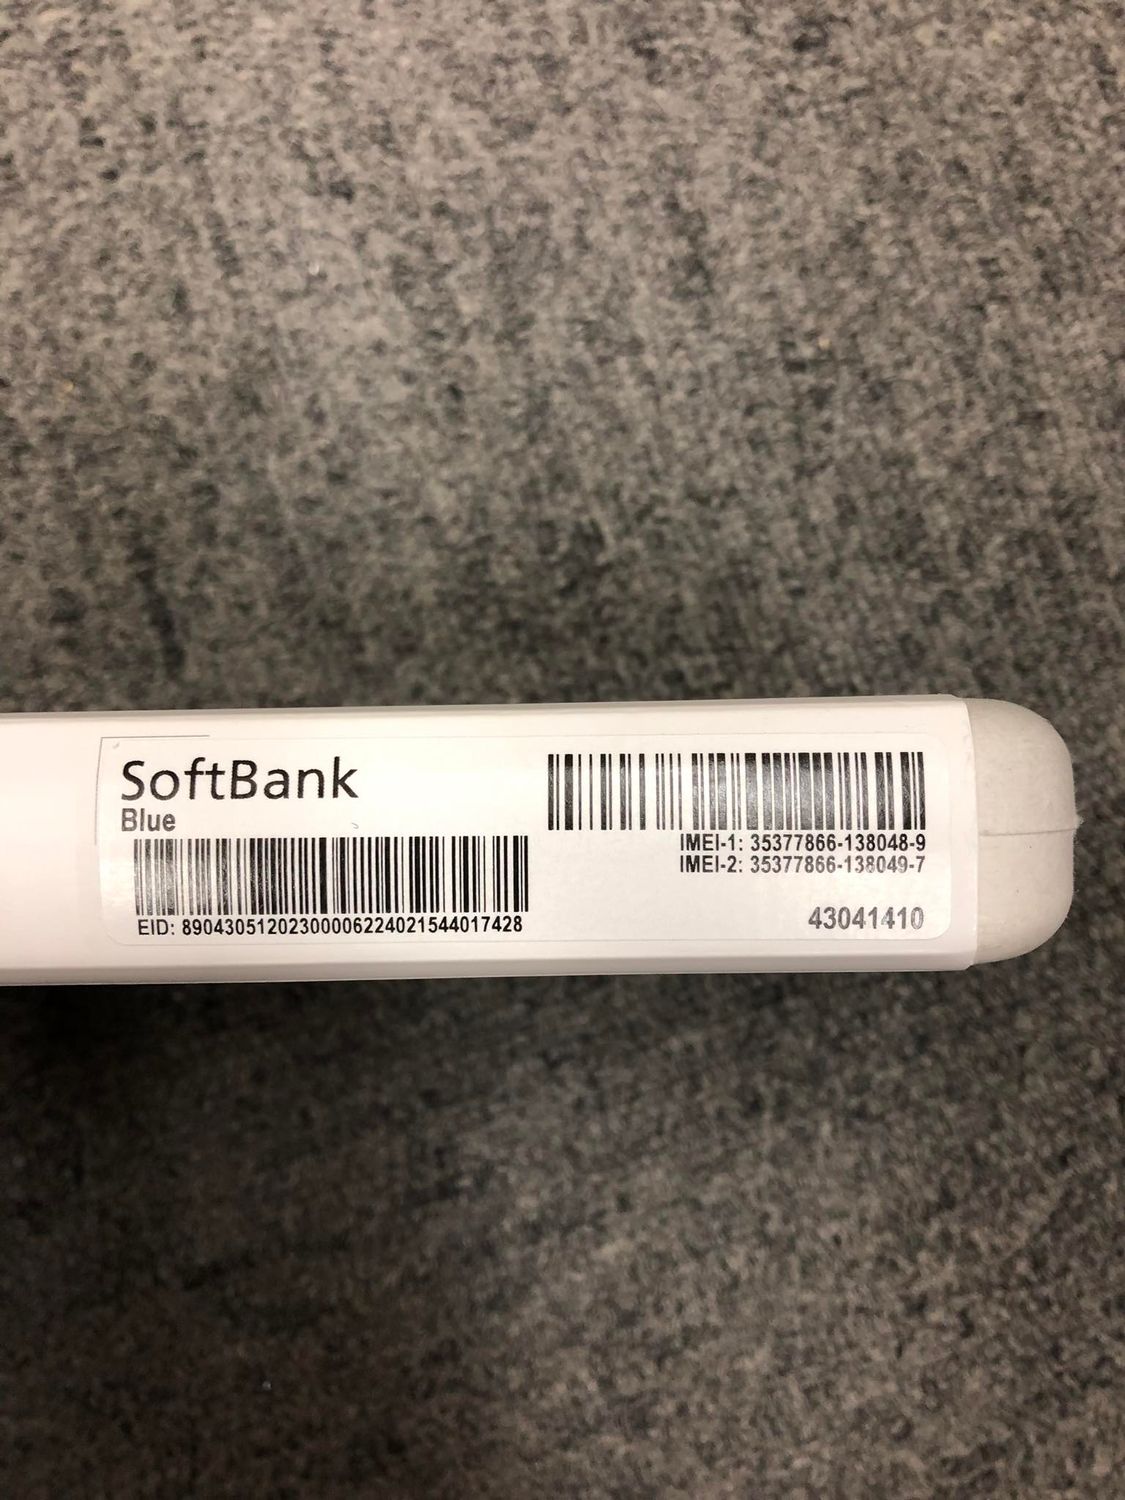 SoftBank
Blue
EID: 89043051202300006224021544017428
IMEI-1: 35377866-138048-9
IMEI-2: 35377866-138049-7
43041410